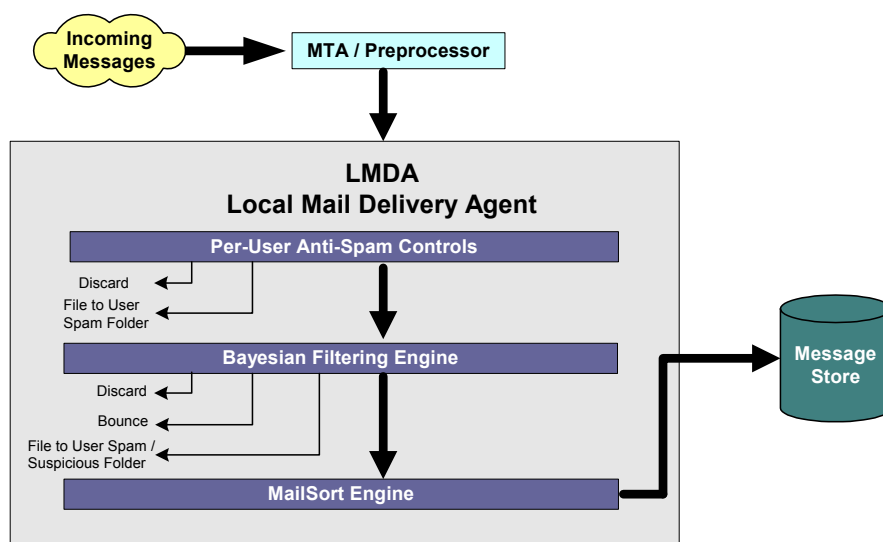 Incoming
Messages
MTA / Preprocessor
LMDA
Local Mail Delivery Agent
Per-User Anti-Spam Controls
Discard
File to User
Spam Folder
Bayesian Filtering Engine
Discard
Bounce
File to User Spam /
Suspicious Folder
MailSort Engine
Message
Store